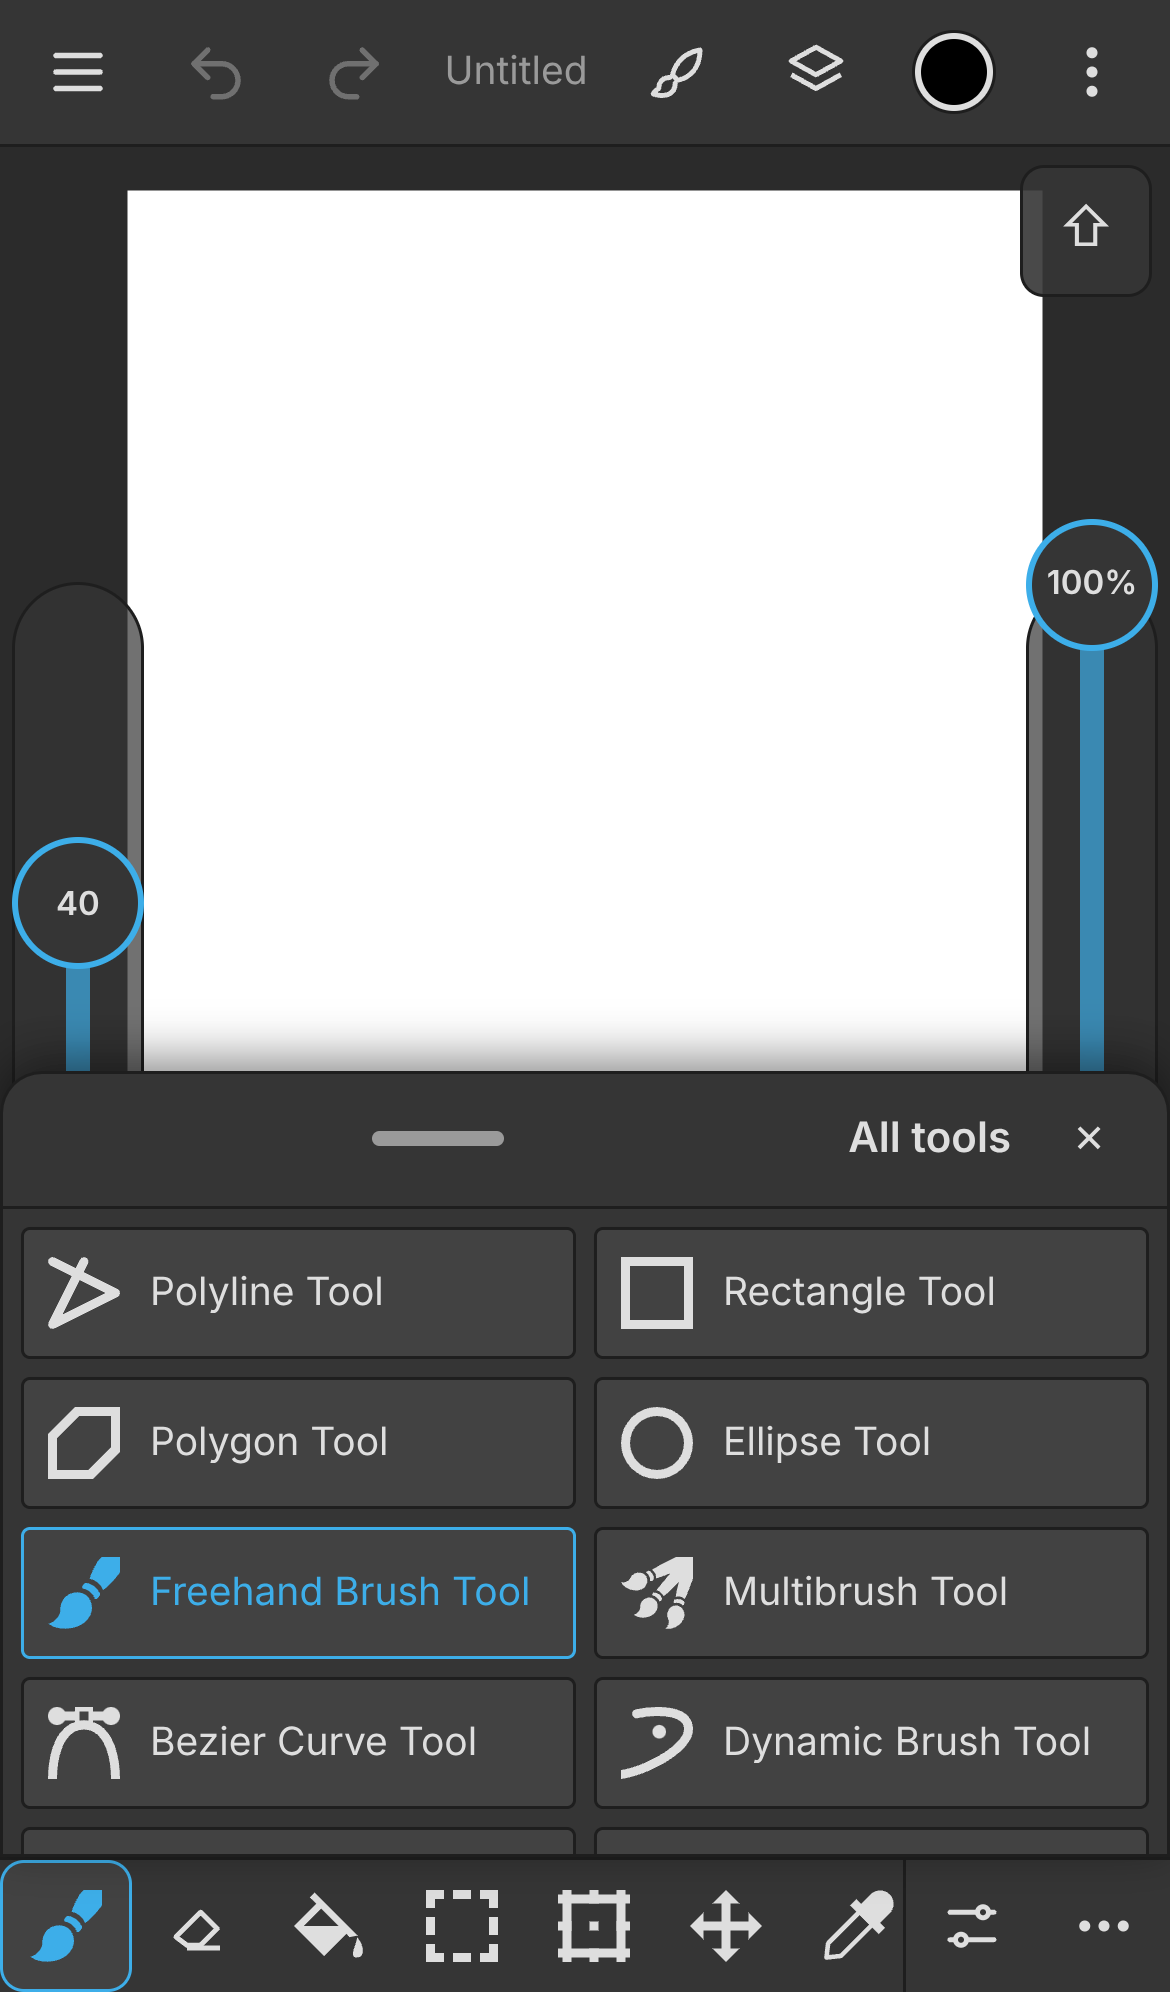 Untitled
100%
40
All tools
Polyline Tool
Rectangle Tool
Polygon Tool
Ellipse Tool
Freehand Brush Tool
Multibrush Tool
Bezier Curve Tool
Dynamic Brush Tool